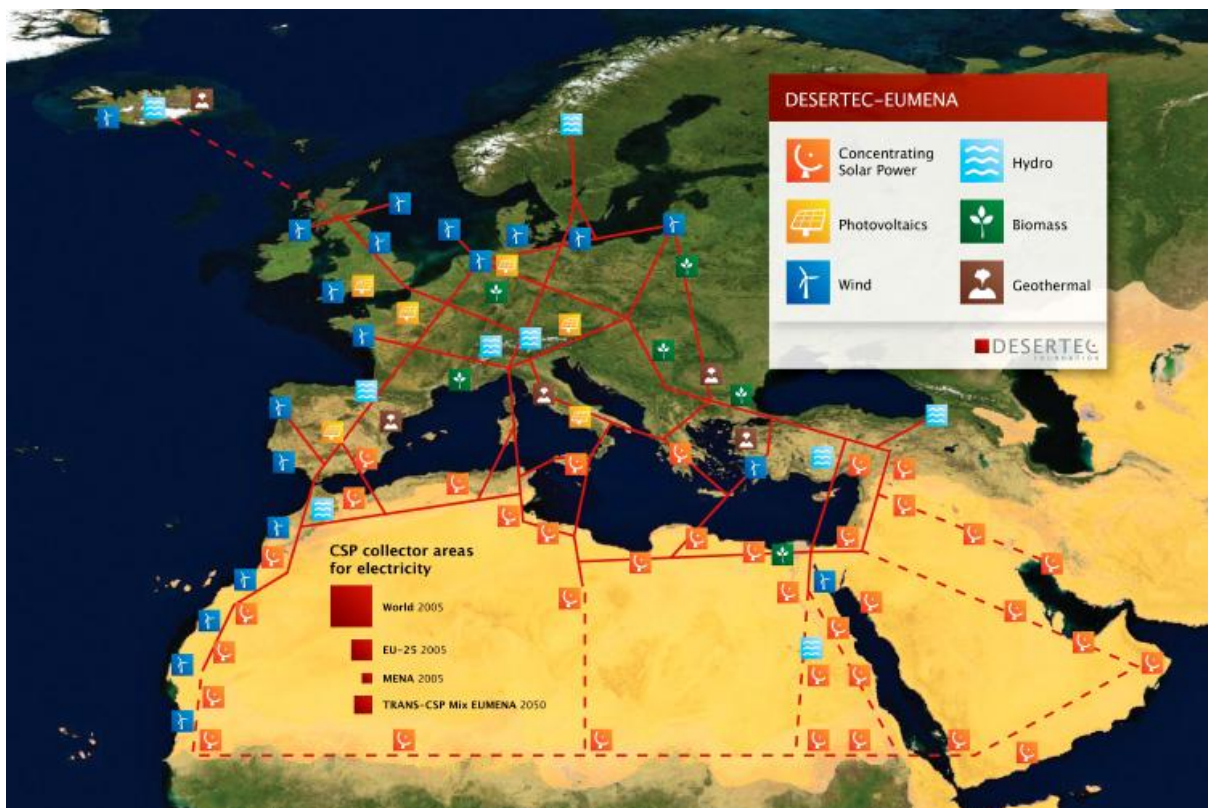 DESERTEC-EUMENA
Concentrating
Solar Power
Hydro
Photovoltaics
Biomass
Wind
Geothermal
DESERTEC
FOUNDATION
CSP collector areas
for electricity
World 2005
EU-25 2005
MENA 2005
TRANS-CSP Mix EUMENA 2050